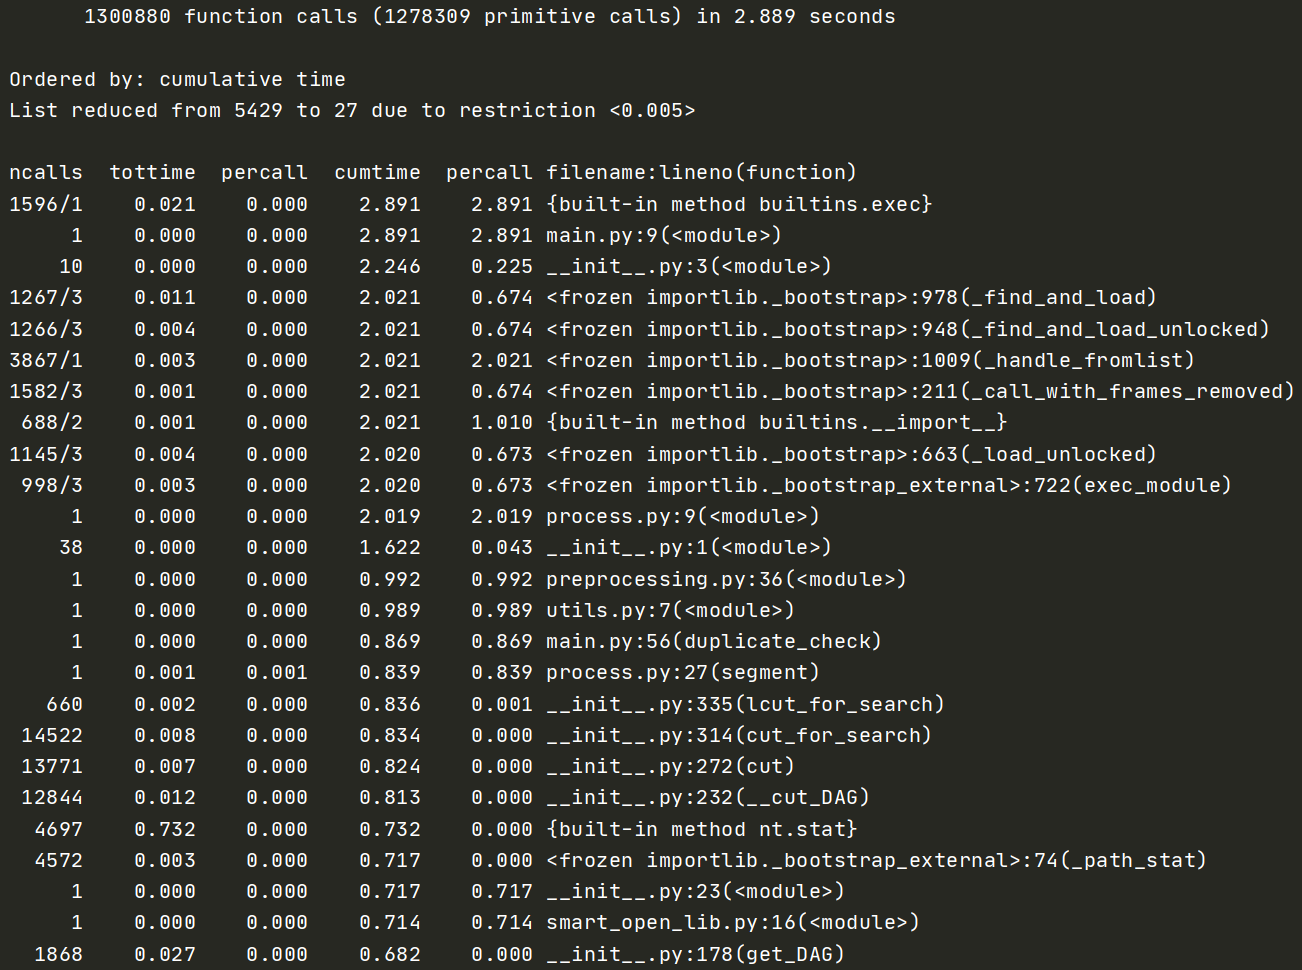 1300880 function calls (1278309 primitive calls) in 2.889 seconds
Ordered by: cumulative time
List reduced from 5429 to 27 due to restriction <0.005>
ncalls tottime percall cumtime percall filename:lineno(function)
1596/1 0.021 0.000 2.891 2.891 {built-in method builtins.exec}
1 0.000 0.000 2.891 2.891 main.py:9(<module>)
10 0.000 0.000 2.246 0.225 __init__.py:3(<module>)
1267/3 0.011 0.000 2.021 0.674 <frozen importlib._bootstrap>:978(_find_and_load)
1266/3 0.004 0.000 2.021 0.674 <frozen importlib._bootstrap>:948(_find_and_load_unlocked)
3867/1 0.003 0.000 2.021 2.021 <frozen importlib._bootstrap>:1009(_handle_fromlist)
1582/3 0.001 0.000 2.021 0.674 <frozen importlib._bootstrap>:211(_call_with_frames_removed)
688/2 0.001 0.000 2.021 1.010 {built-in method builtins.__import__}
1145/3 0.004 0.000 2.020 0.673 <frozen importlib._bootstrap>:663(_load_unlocked)
998/3 0.003 0.000 2.020 0.673 <frozen importlib._bootstrap_external>:722(exec_module)
1 0.000 0.000 2.019 2.019 process.py:9(<module>)
38 0.000 0.000 1.622 0.043 __init__.py:1(<module>)
1 0.000 0.000 0.992 0.992 preprocessing.py:36(<module>)
1 0.000 0.000 0.989 0.989 utils.py:7(<module>)
1 0.000 0.000 0.869 0.869 main.py:56(duplicate_check)
1 0.001 0.001 0.839 0.839 process.py:27(segment)
660 0.002 0.000 0.836 0.001 __init__.py:335(lcut_for_search)
14522 0.008 0.000 0.834 0.000 __init__.py:314(cut_for_search)
13771 0.007 0.000 0.824 0.000 __init__.py:272(cut)
12844 0.012 0.000 0.813 0.000 __init__.py:232(__cut_DAG)
4697 0.732 0.000 0.732 0.000 {built-in method nt.stat}
4572 0.003 0.000 0.717 0.000 <frozen importlib._bootstrap_external>:74(_path_stat)
1 0.000 0.000 0.717 0.717 __init__.py:23(<module>)
1 0.000 0.000 0.714 0.714 smart_open_lib.py:16(<module>)
1868 0.027 0.000 0.682 0.000 __init__.py:178(get_DAG)